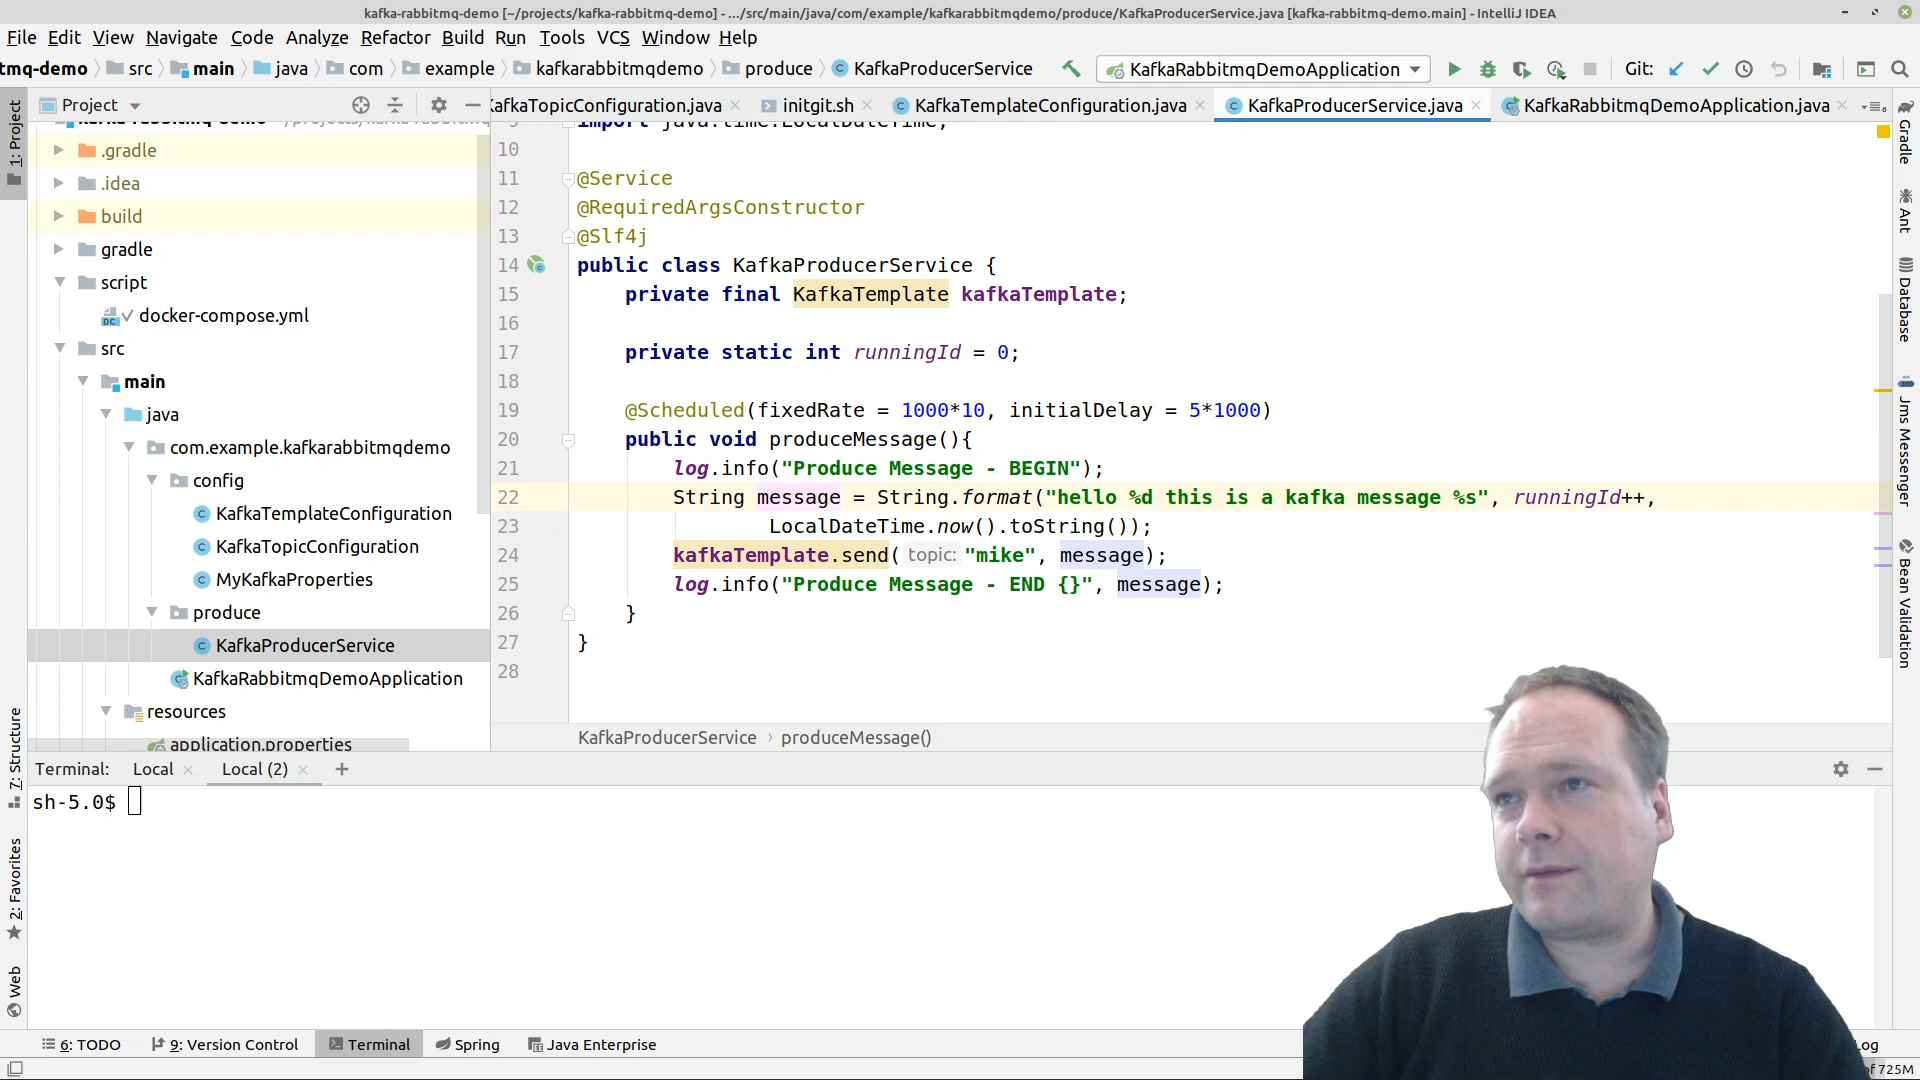 kafka-rabbitmq-demo [~/projects/kafka-rabbitmq-demo] - .../src/main/java/com/example/kafkarabbitmqdemo/produce/KafkaProducerService.java [kafka-rabbitmq-demo.main] - IntelliJ IDEA
File Edit View Navigate Code Analyze Refactor Build Run Tools VCS Window Help
tmq-demo src main java com example kafkarabbitmqdemo produce KafkaProducerService KafkaRabbitmqDemoApplication Git:
Project
KafkaTopicConfiguration.java initgit.sh KafkaTemplateConfiguration.java KafkaProducerService.java KafkaRabbitmqDemoApplication.java
1: Project
7: Structure
2: Favorites
Web
.gradle
.idea
build
gradle
script
docker-compose.yml
src
main
java
com.example.kafkarabbitmqdemo
config
KafkaTemplateConfiguration
KafkaTopicConfiguration
MyKafkaProperties
produce
KafkaProducerService
KafkaRabbitmqDemoApplication
resources
application.properties
9 import java.time.LocalDateTime;
10
11 @Service
12 @RequiredArgsConstructor
13 @Slf4j
14 public class KafkaProducerService {
15 private final KafkaTemplate kafkaTemplate;
16
17 private static int runningId = 0;
18
19 @Scheduled(fixedRate = 1000*10, initialDelay = 5*1000)
20 public void produceMessage(){
21 log.info("Produce Message - BEGIN");
22 String message = String.format("hello %d this is a kafka message %s", runningId++,
23 LocalDateTime.now().toString());
24 kafkaTemplate.send( topic: "mike", message);
25 log.info("Produce Message - END {}", message);
26 }
27 }
28
KafkaProducerService › produceMessage()
Gradle
Ant
Database
Jms Messenger
Bean Validation
Terminal: Local Local (2) +
sh-5.0$
6: TODO 9: Version Control Terminal Spring Java Enterprise
of 725M